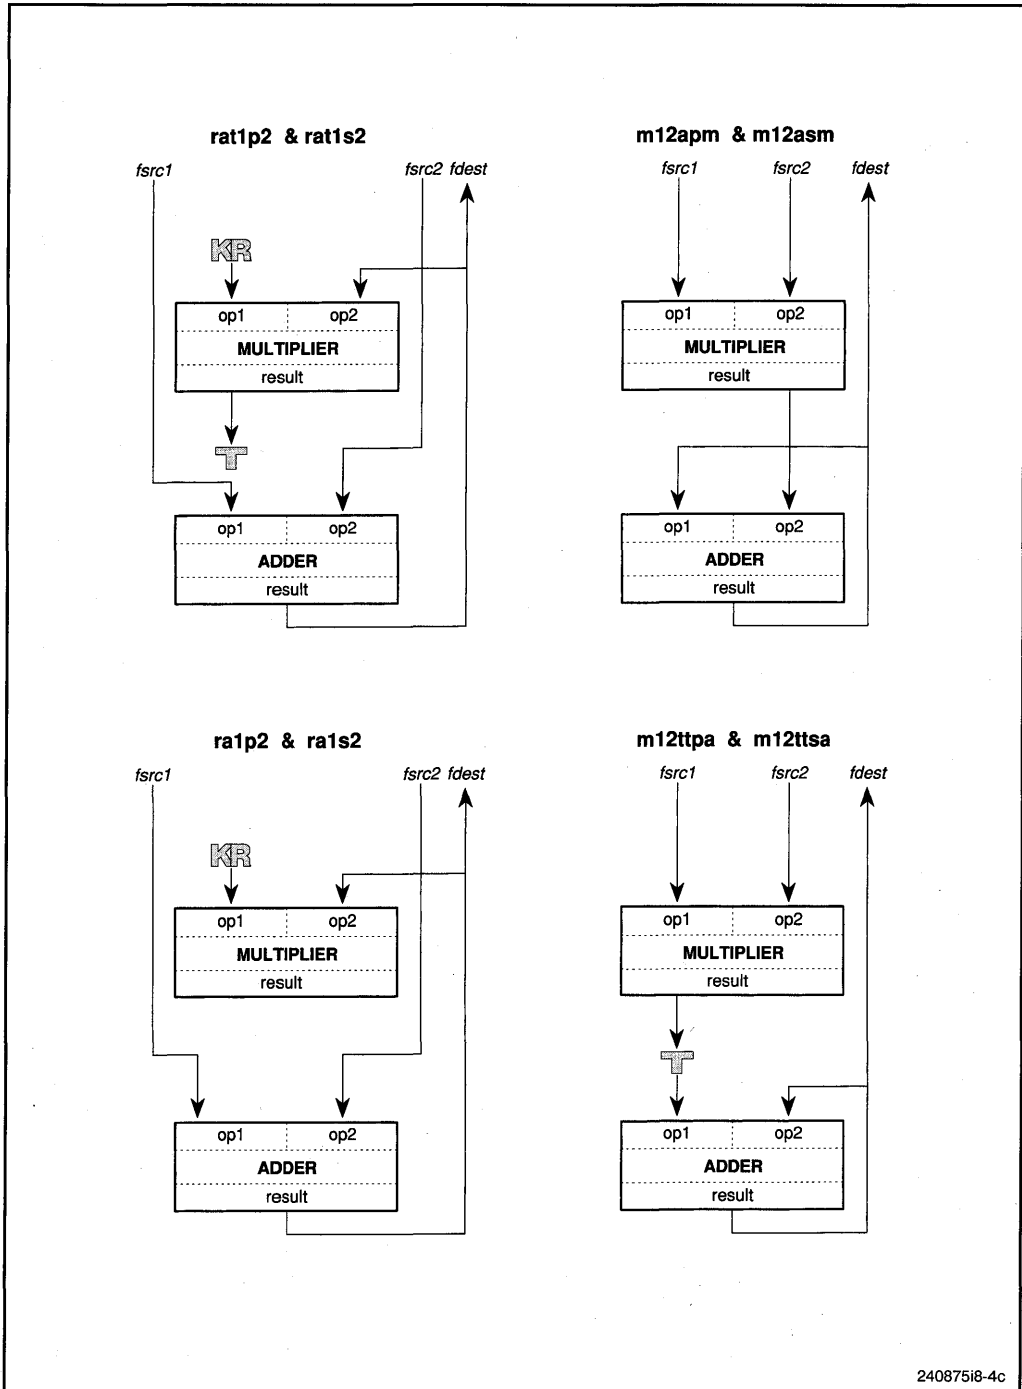 rat1p2 & rat1s2
fsrc1
fsrc2 fdest
KR
op1 op2
MULTIPLIER
result
T
op1 op2
ADDER
result
m12apm & m12asm
fsrc1
fsrc2
fdest
op1 op2
MULTIPLIER
result
op1 op2
ADDER
result
ra1p2 & ra1s2
fsrc1
fsrc2 fdest
KR
op1 op2
MULTIPLIER
result
op1 op2
ADDER
result
m12ttpa & m12ttsa
fsrc1
fsrc2
fdest
op1 op2
MULTIPLIER
result
T
op1 op2
ADDER
result
240875i8-4c